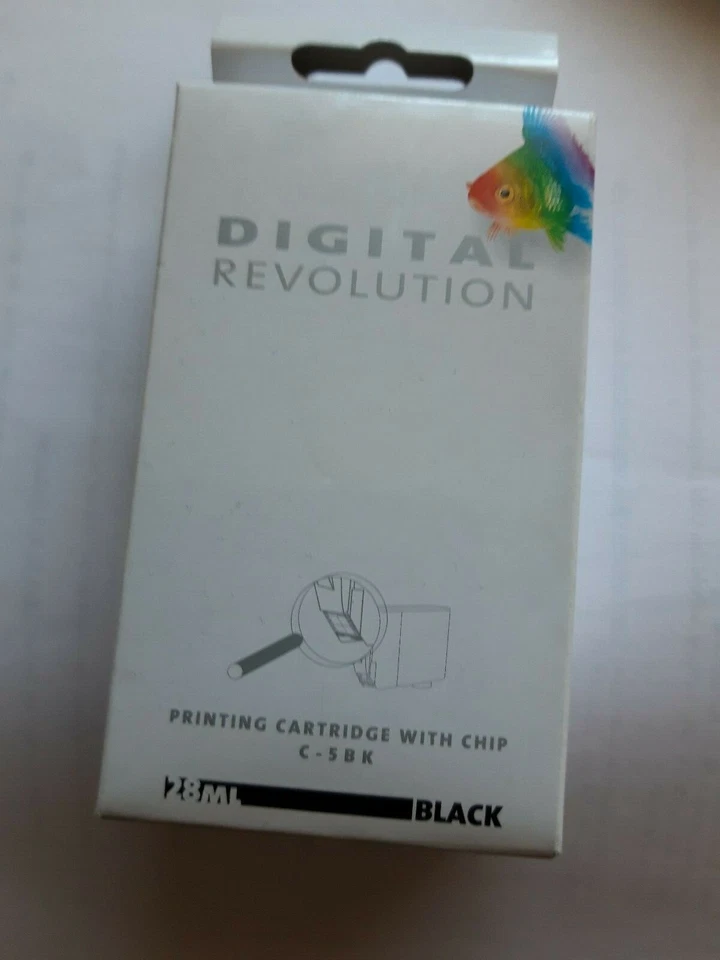 DIGITAL
REVOLUTION
PRINTING CARTRIDGE WITH CHIP
C-5BK
28ML BLACK